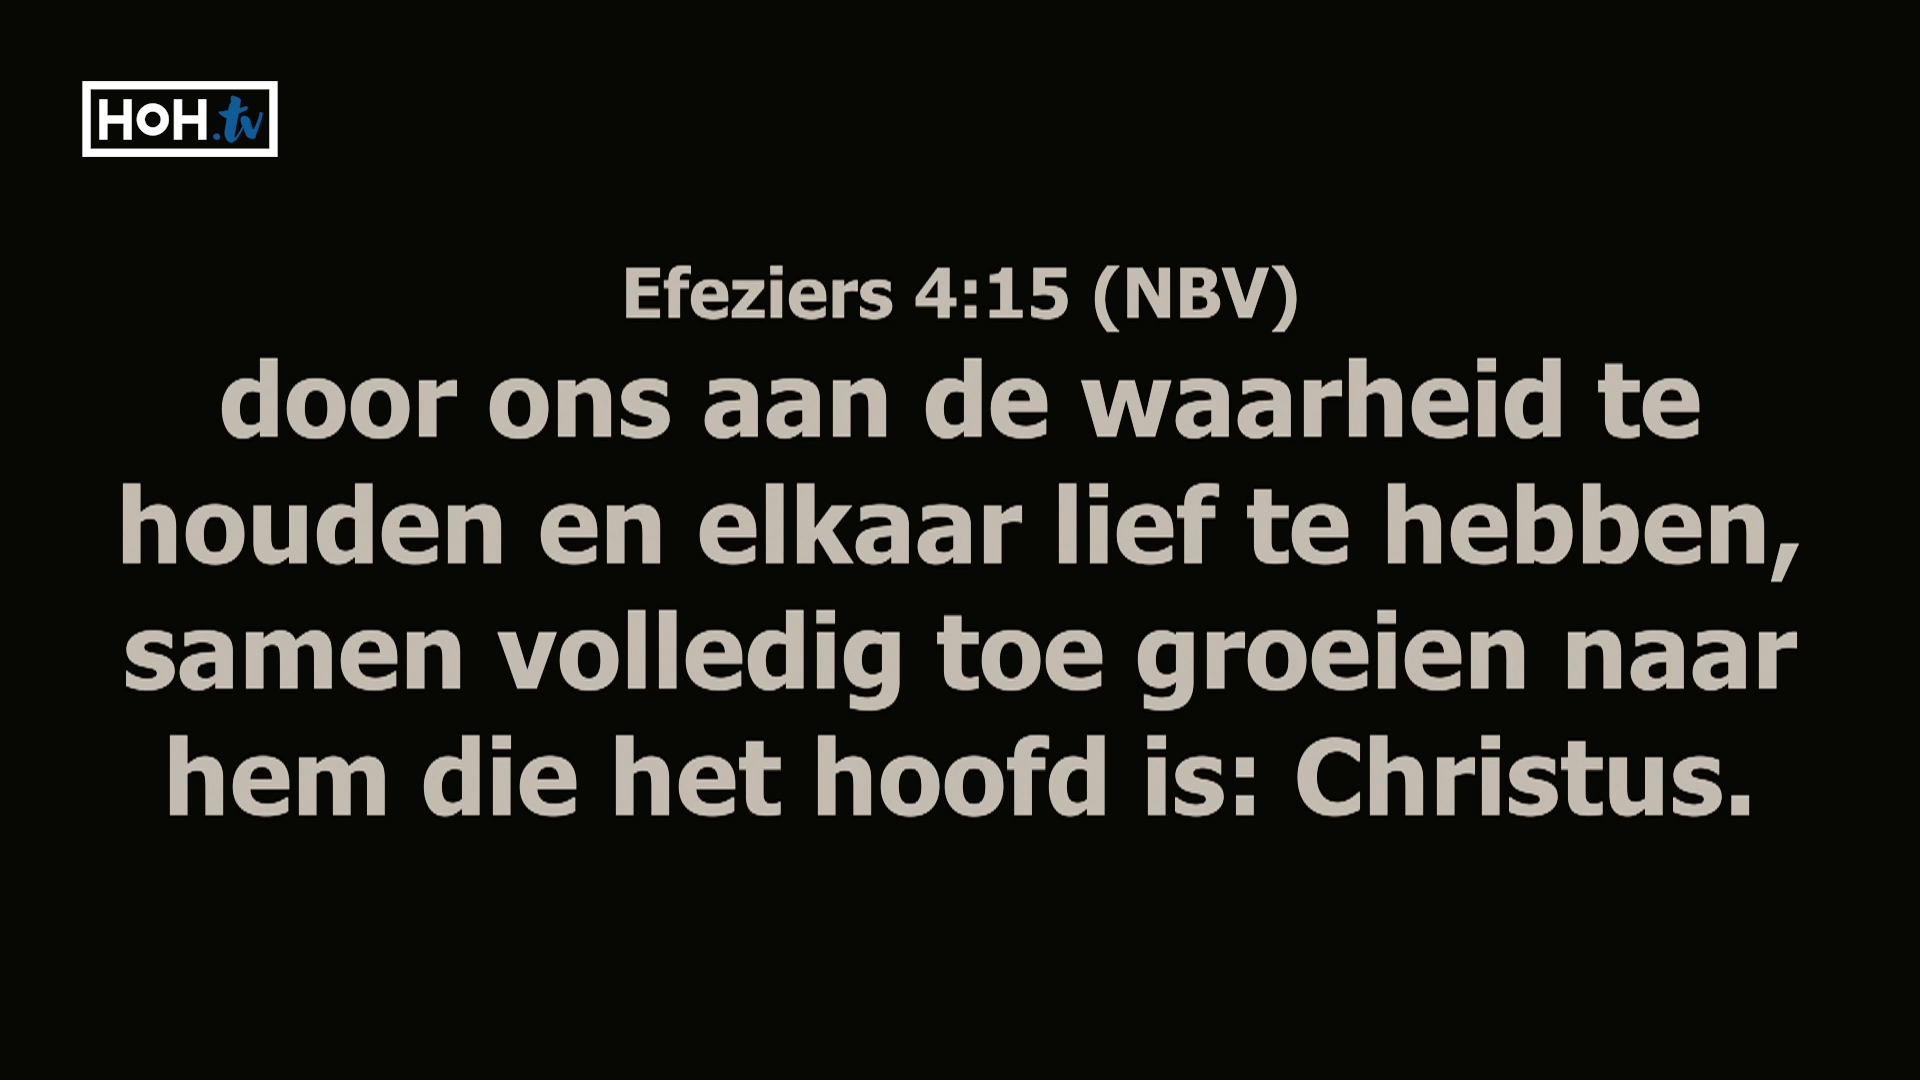 HOH.tv
Efeziers 4:15 (NBV)
door ons aan de waarheid te
houden en elkaar lief te hebben,
samen volledig toe groeien naar
hem die het hoofd is: Christus.